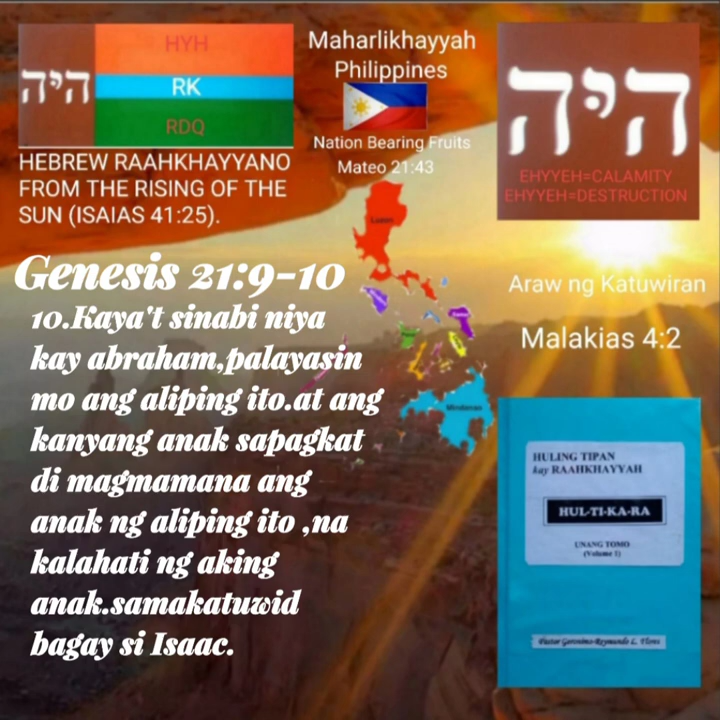 היּה
HYH
RK
RDQ
HEBREW RAAHKHAYYANO
FROM THE RISING OF THE
SUN (ISAIAS 41:25).
Maharlikhayyah
Philippines
Nation Bearing Fruits
Mateo 21:43
היּה
EHYYEH=CALAMITY
EHYYEH=DESTRUCTION
Genesis 21:9-10
10.Kaya't sinabi niya
kay abraham,palayasin
mo ang aliping ito.at ang
kanyang anak sapagkat
di magmamana ang
anak ng aliping ito ,na
kalahati ng aking
anak.samakatuwid
bagay si Isaac.
Luzon
Mindanao
Araw ng Katuwiran
Malakias 4:2
HULING TIPAN
kay RAAHKHAYYAH
HUL-TI-KA-RA
UNANG TOMO
(Volume 1)
Pastor Geronimo-Reymundo L. Flores